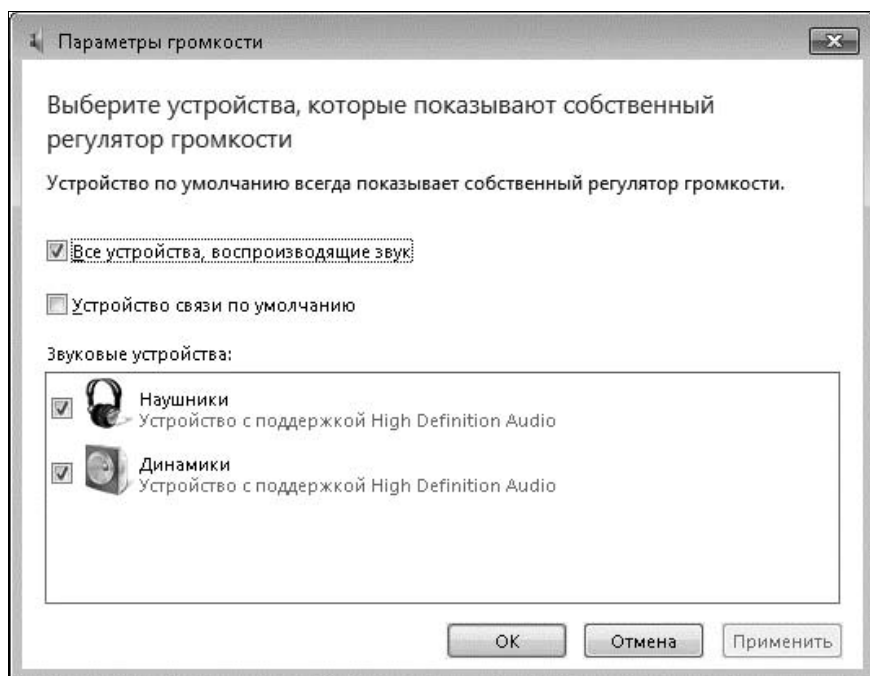 Параметры громкости
Выберите устройства, которые показывают собственный
регулятор громкости
Устройство по умолчанию всегда показывает собственный регулятор громкости.
Все устройства, воспроизводящие звук
Устройство связи по умолчанию
Звуковые устройства:
Наушники
Устройство с поддержкой High Definition Audio
Динамики
Устройство с поддержкой High Definition Audio
ОК Отмена Применить